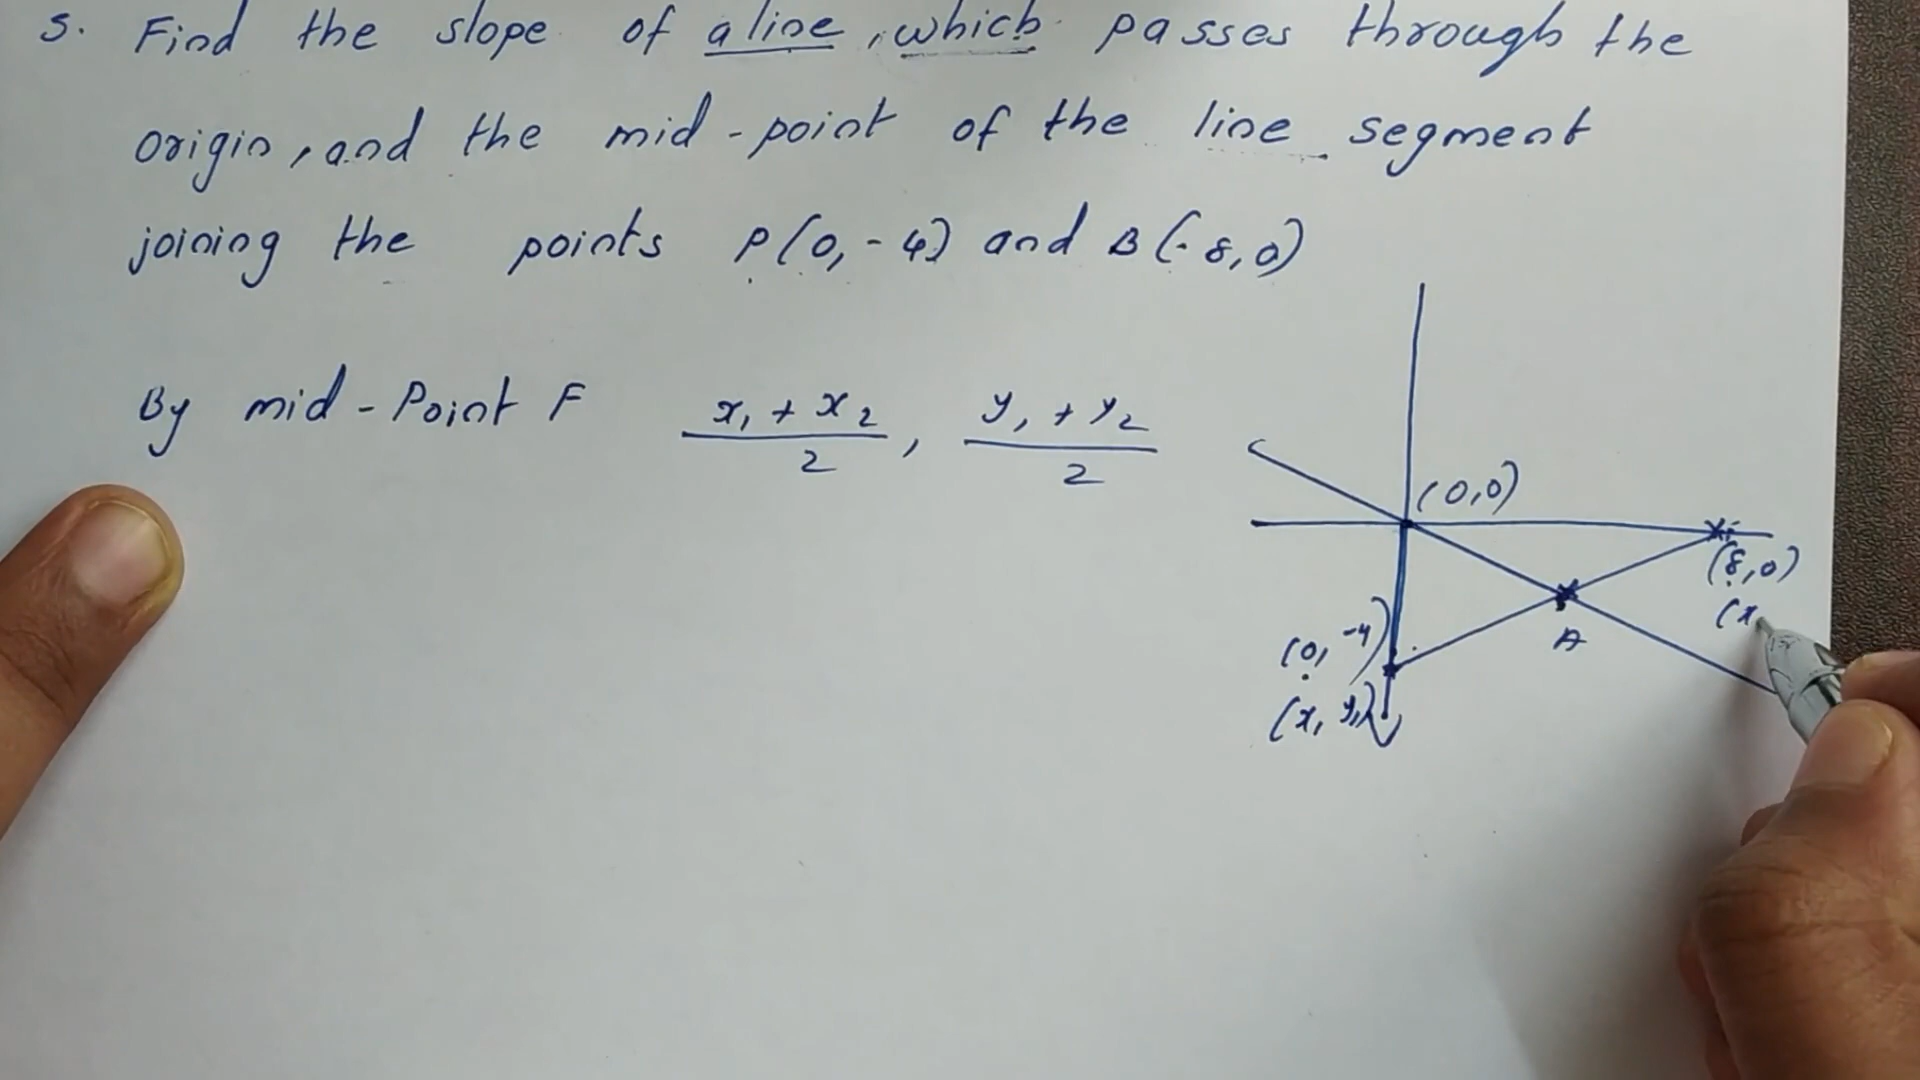 5. Find the slope of a line, which passes through the
origin, and the mid-point of the line segment
joining the points P(0,-4) and B(-8,0)
By mid-Point F x₁ + x₂ / 2 , y₁ + y₂ / 2
(0,0)
(8,0)
(x
(0, -4)
A
(x, y₁)